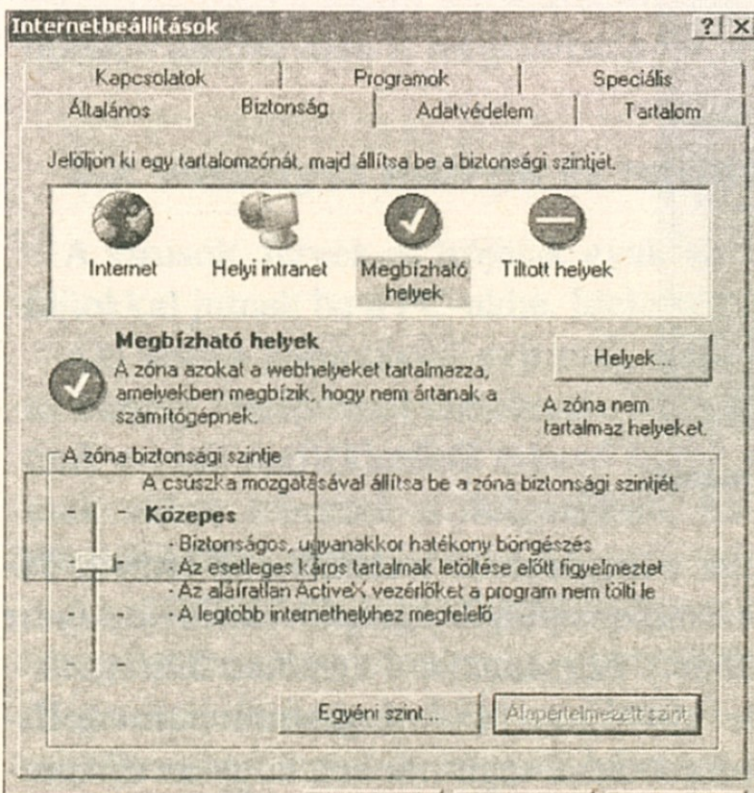 Internetbeállítások
Kapcsolatok Programok Speciális
Általános Biztonság Adatvédelem Tartalom
Jelöljön ki egy tartalomzónát, majd állítsa be a biztonsági szintjét.
Internet Helyi intranet Megbízható helyek Tiltott helyek
Megbízható helyek
A zóna azokat a webhelyeket tartalmazza,
amelyekben megbízik, hogy nem ártanak a
számítógépnek.
Helyek...
A zóna nem
tartalmaz helyeket.
A zóna biztonsági szintje
A csúszka mozgatásával állítsa be a zóna biztonsági szintjét.
Közepes
- Biztonságos, ugyanakkor hatékony böngészés
- Az esetleges káros tartalmak letöltése előtt figyelmeztet
- Az aláíratlan ActiveX vezérlőket a program nem tölti le
- A legtöbb internethelyhez megfelelő
Egyéni szint... Alapértelmezett szint